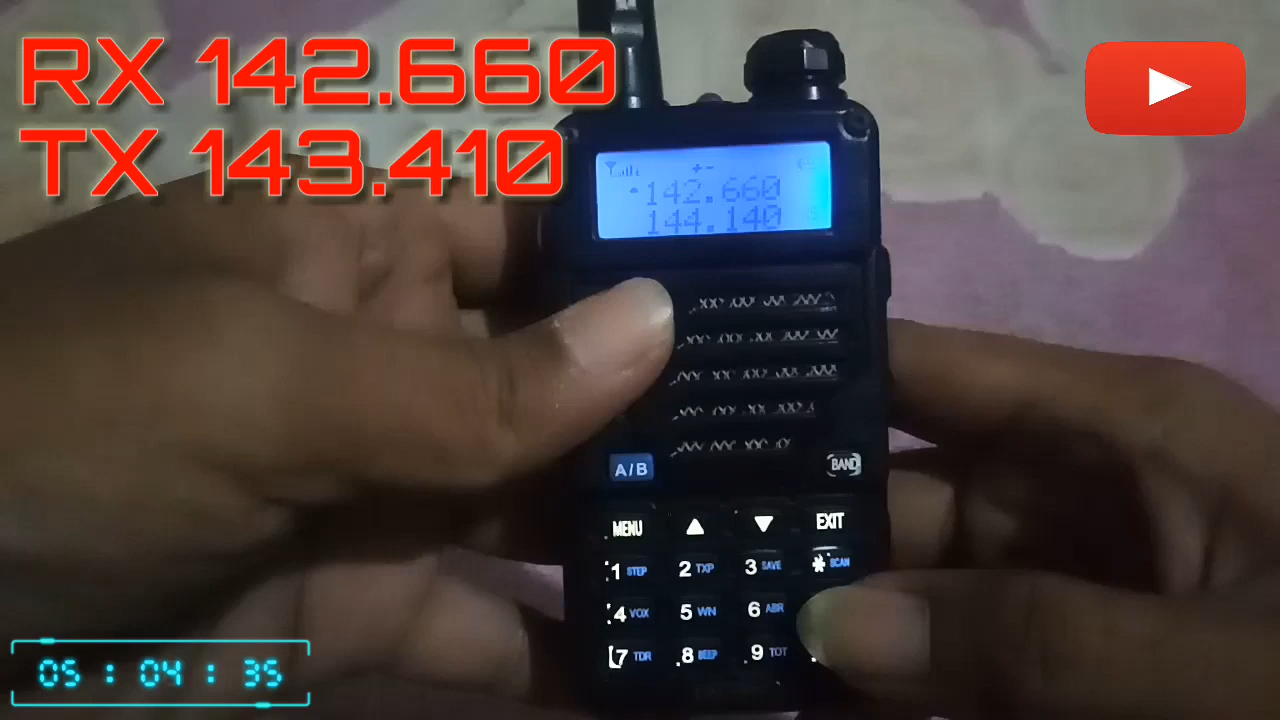 RX 142.660
TX 143.410
+-
142.660
144.140
A/B
BAND
MENU ▲ ▼ EXIT
1 STEP 2 TXP 3 SAVE * SCAN
4 VOX 5 WN 6 ABR
7 TDR 8 BEEP 9 TOT
05 : 04 : 35